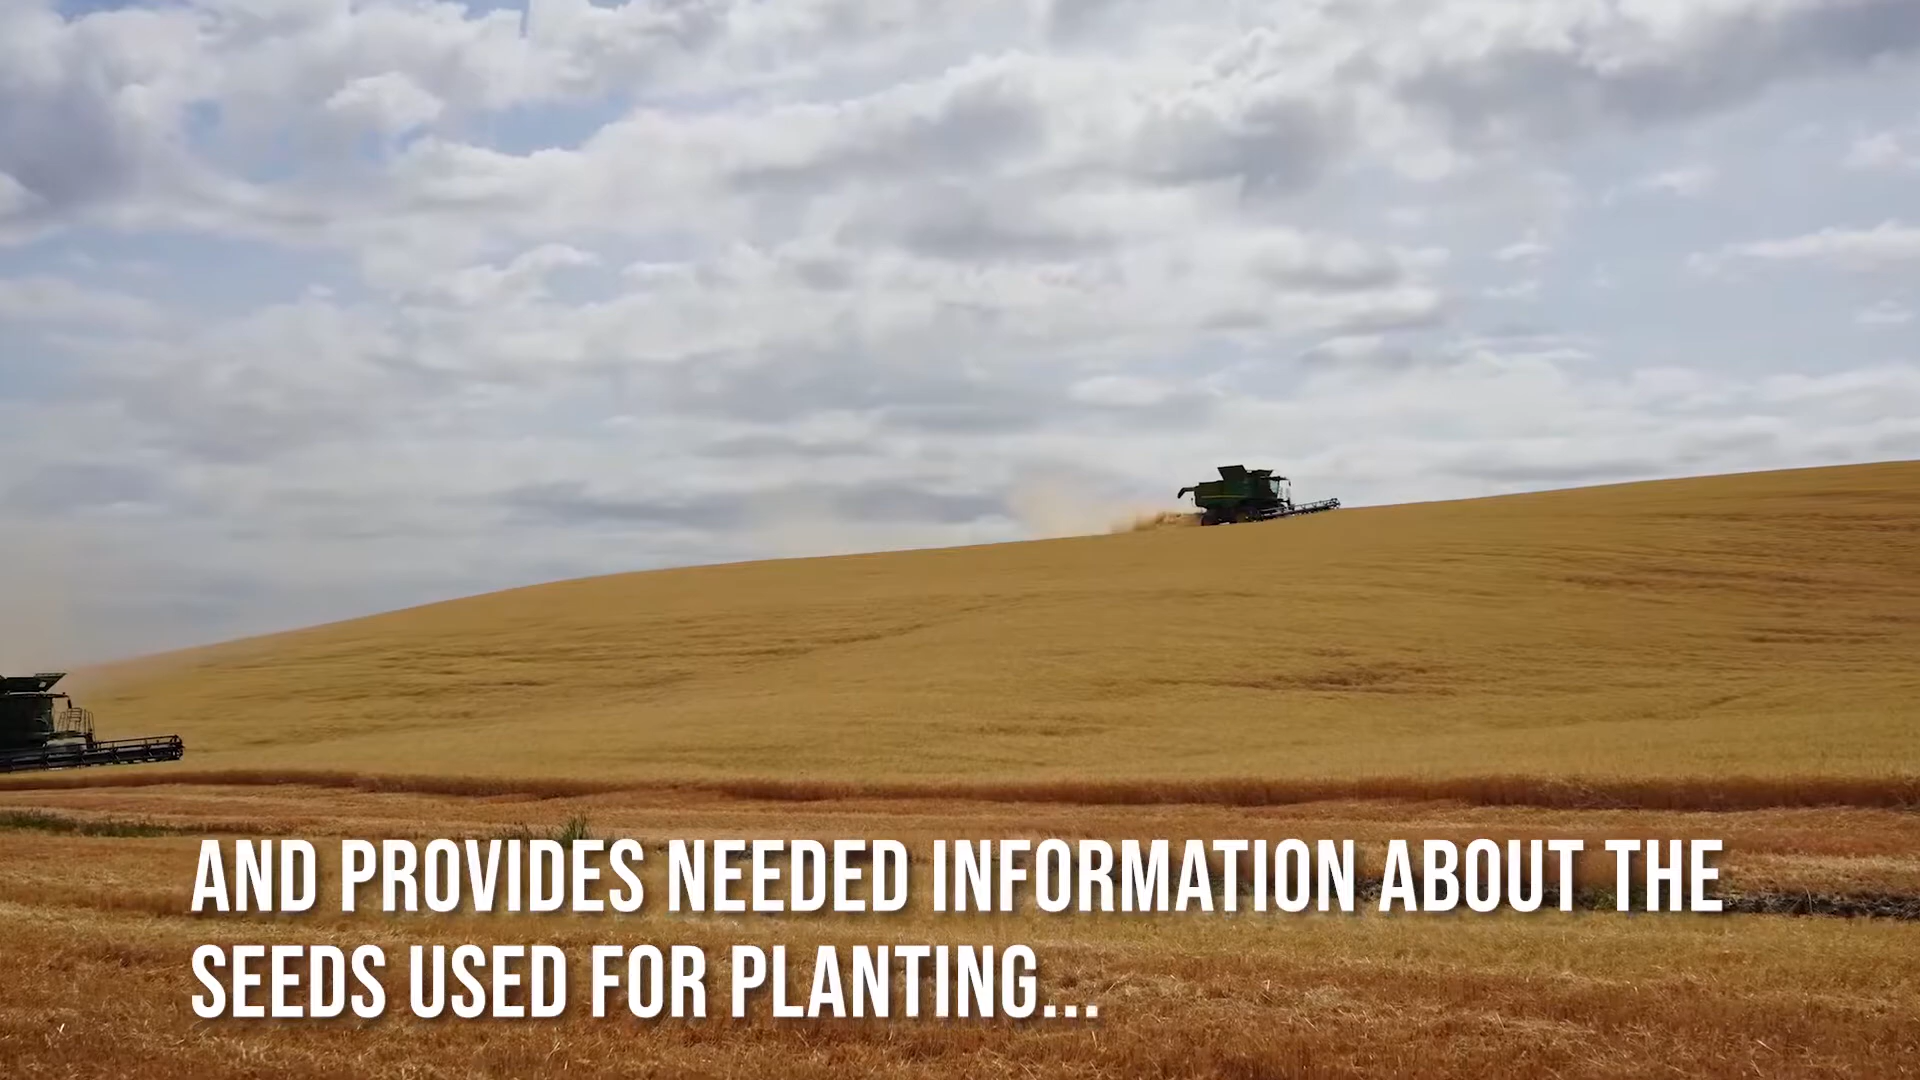 AND PROVIDES NEEDED INFORMATION ABOUT THE
SEEDS USED FOR PLANTING...